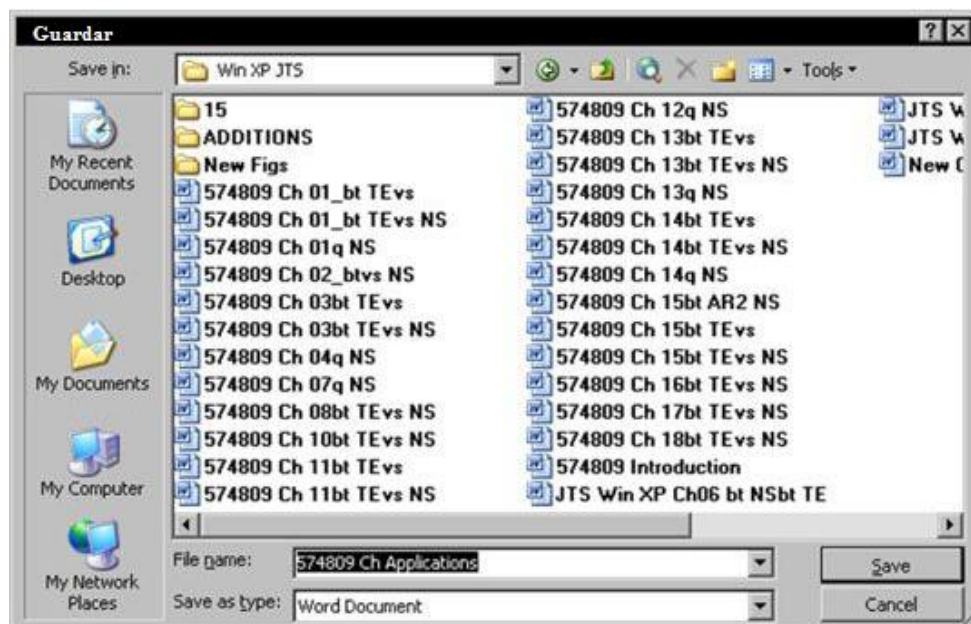 Guardar
Save in: Win XP JTS Tools
My Recent
Documents
Desktop
My Documents
My Computer
My Network
Places
15
ADDITIONS
New Figs
574809 Ch 01_bt TEvs
574809 Ch 01_bt TEvs NS
574809 Ch 01q NS
574809 Ch 02_btvs NS
574809 Ch 03bt TEvs
574809 Ch 03bt TEvs NS
574809 Ch 04q NS
574809 Ch 07q NS
574809 Ch 08bt TEvs NS
574809 Ch 10bt TEvs NS
574809 Ch 11bt TEvs
574809 Ch 11bt TEvs NS
574809 Ch 12q NS
574809 Ch 13bt TEvs
574809 Ch 13bt TEvs NS
574809 Ch 13q NS
574809 Ch 14bt TEvs
574809 Ch 14bt TEvs NS
574809 Ch 14q NS
574809 Ch 15bt AR2 NS
574809 Ch 15bt TEvs
574809 Ch 15bt TEvs NS
574809 Ch 16bt TEvs NS
574809 Ch 17bt TEvs NS
574809 Ch 18bt TEvs NS
574809 Introduction
JTS Win XP Ch06 bt NSbt TE
JTS
JTS
New
File name: 574809 Ch Applications Save
Save as type: Word Document Cancel